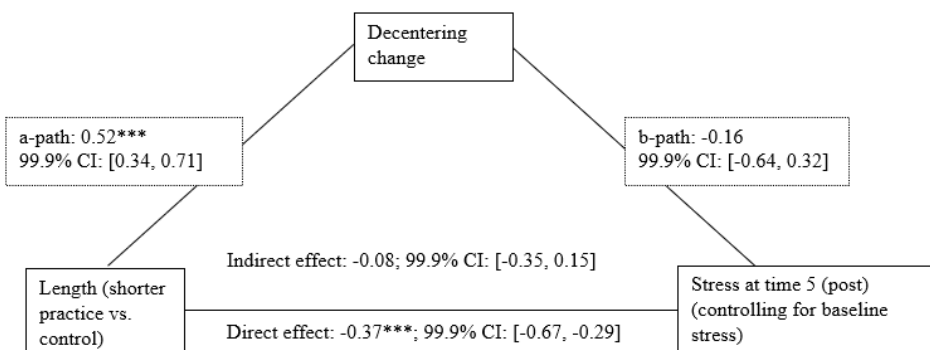 Decentering
change
a-path: 0.52***
99.9% CI: [0.34, 0.71]
b-path: -0.16
99.9% CI: [-0.64, 0.32]
Indirect effect: -0.08; 99.9% CI: [-0.35, 0.15]
Length (shorter
practice vs.
control)
Stress at time 5 (post)
(controlling for baseline
stress)
Direct effect: -0.37***; 99.9% CI: [-0.67, -0.29]